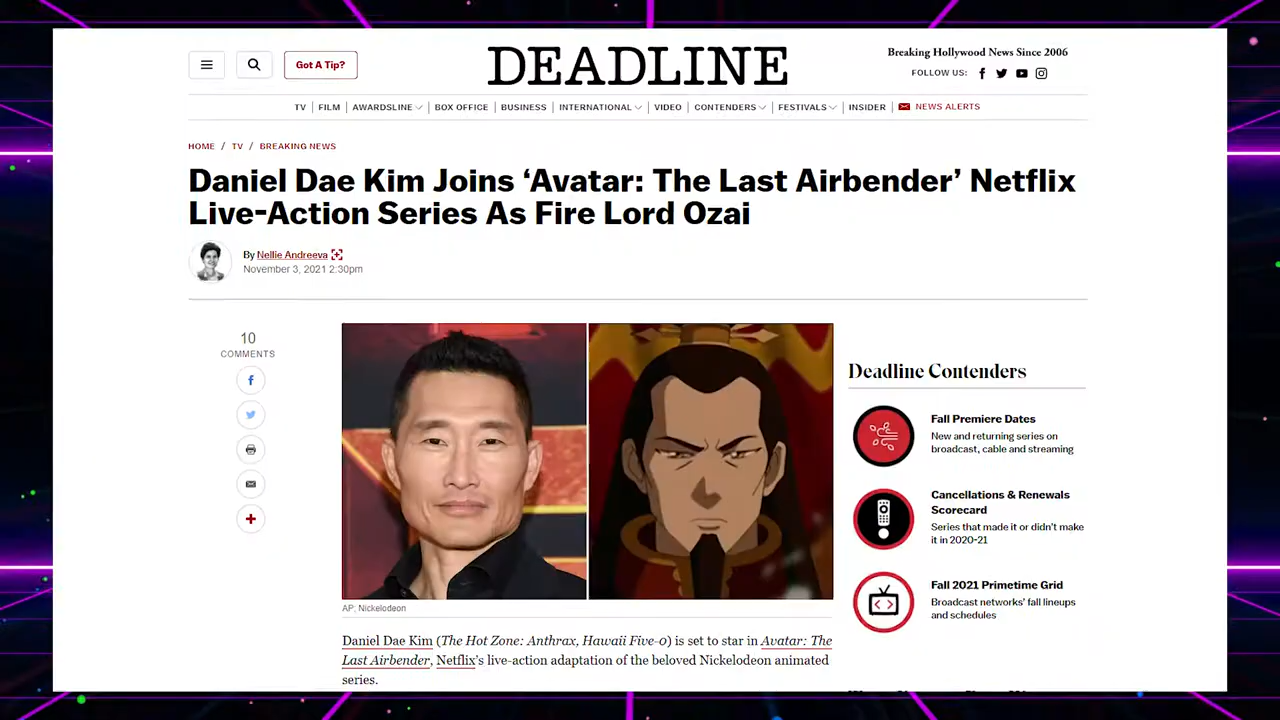 Got A Tip?
DEADLINE
Breaking Hollywood News Since 2006
FOLLOW US:
TV
FILM
AWARDSLINE
BOX OFFICE
BUSINESS
INTERNATIONAL
VIDEO
CONTENDERS
FESTIVALS
INSIDER
NEWS ALERTS
HOME / TV / BREAKING NEWS
Daniel Dae Kim Joins ‘Avatar: The Last Airbender’ Netflix
Live-Action Series As Fire Lord Ozai
By Nellie Andreeva
November 3, 2021 2:30pm
10
COMMENTS
AP; Nickelodeon
Daniel Dae Kim (The Hot Zone: Anthrax, Hawaii Five-0) is set to star in Avatar: The
Last Airbender, Netflix’s live-action adaptation of the beloved Nickelodeon animated
series.
Deadline Contenders
Fall Premiere Dates
New and returning series on
broadcast, cable and streaming
Cancellations & Renewals
Scorecard
Series that made it or didn’t make
it in 2020-21
Fall 2021 Primetime Grid
Broadcast networks’ fall lineups
and schedules